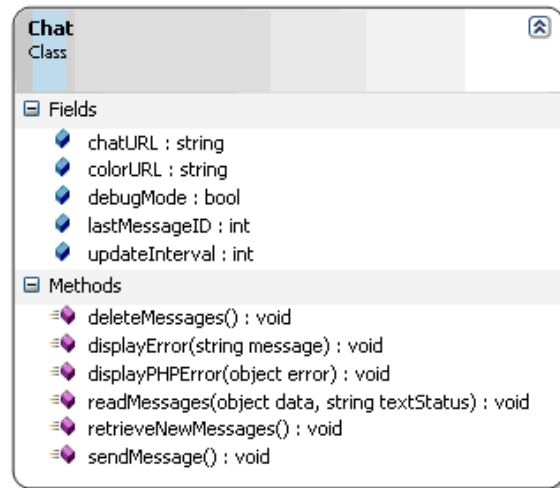 Chat
Class
Fields
chatURL : string
colorURL : string
debugMode : bool
lastMessageID : int
updateInterval : int
Methods
deleteMessages() : void
displayError(string message) : void
displayPHPError(object error) : void
readMessages(object data, string textStatus) : void
retrieveNewMessages() : void
sendMessage() : void